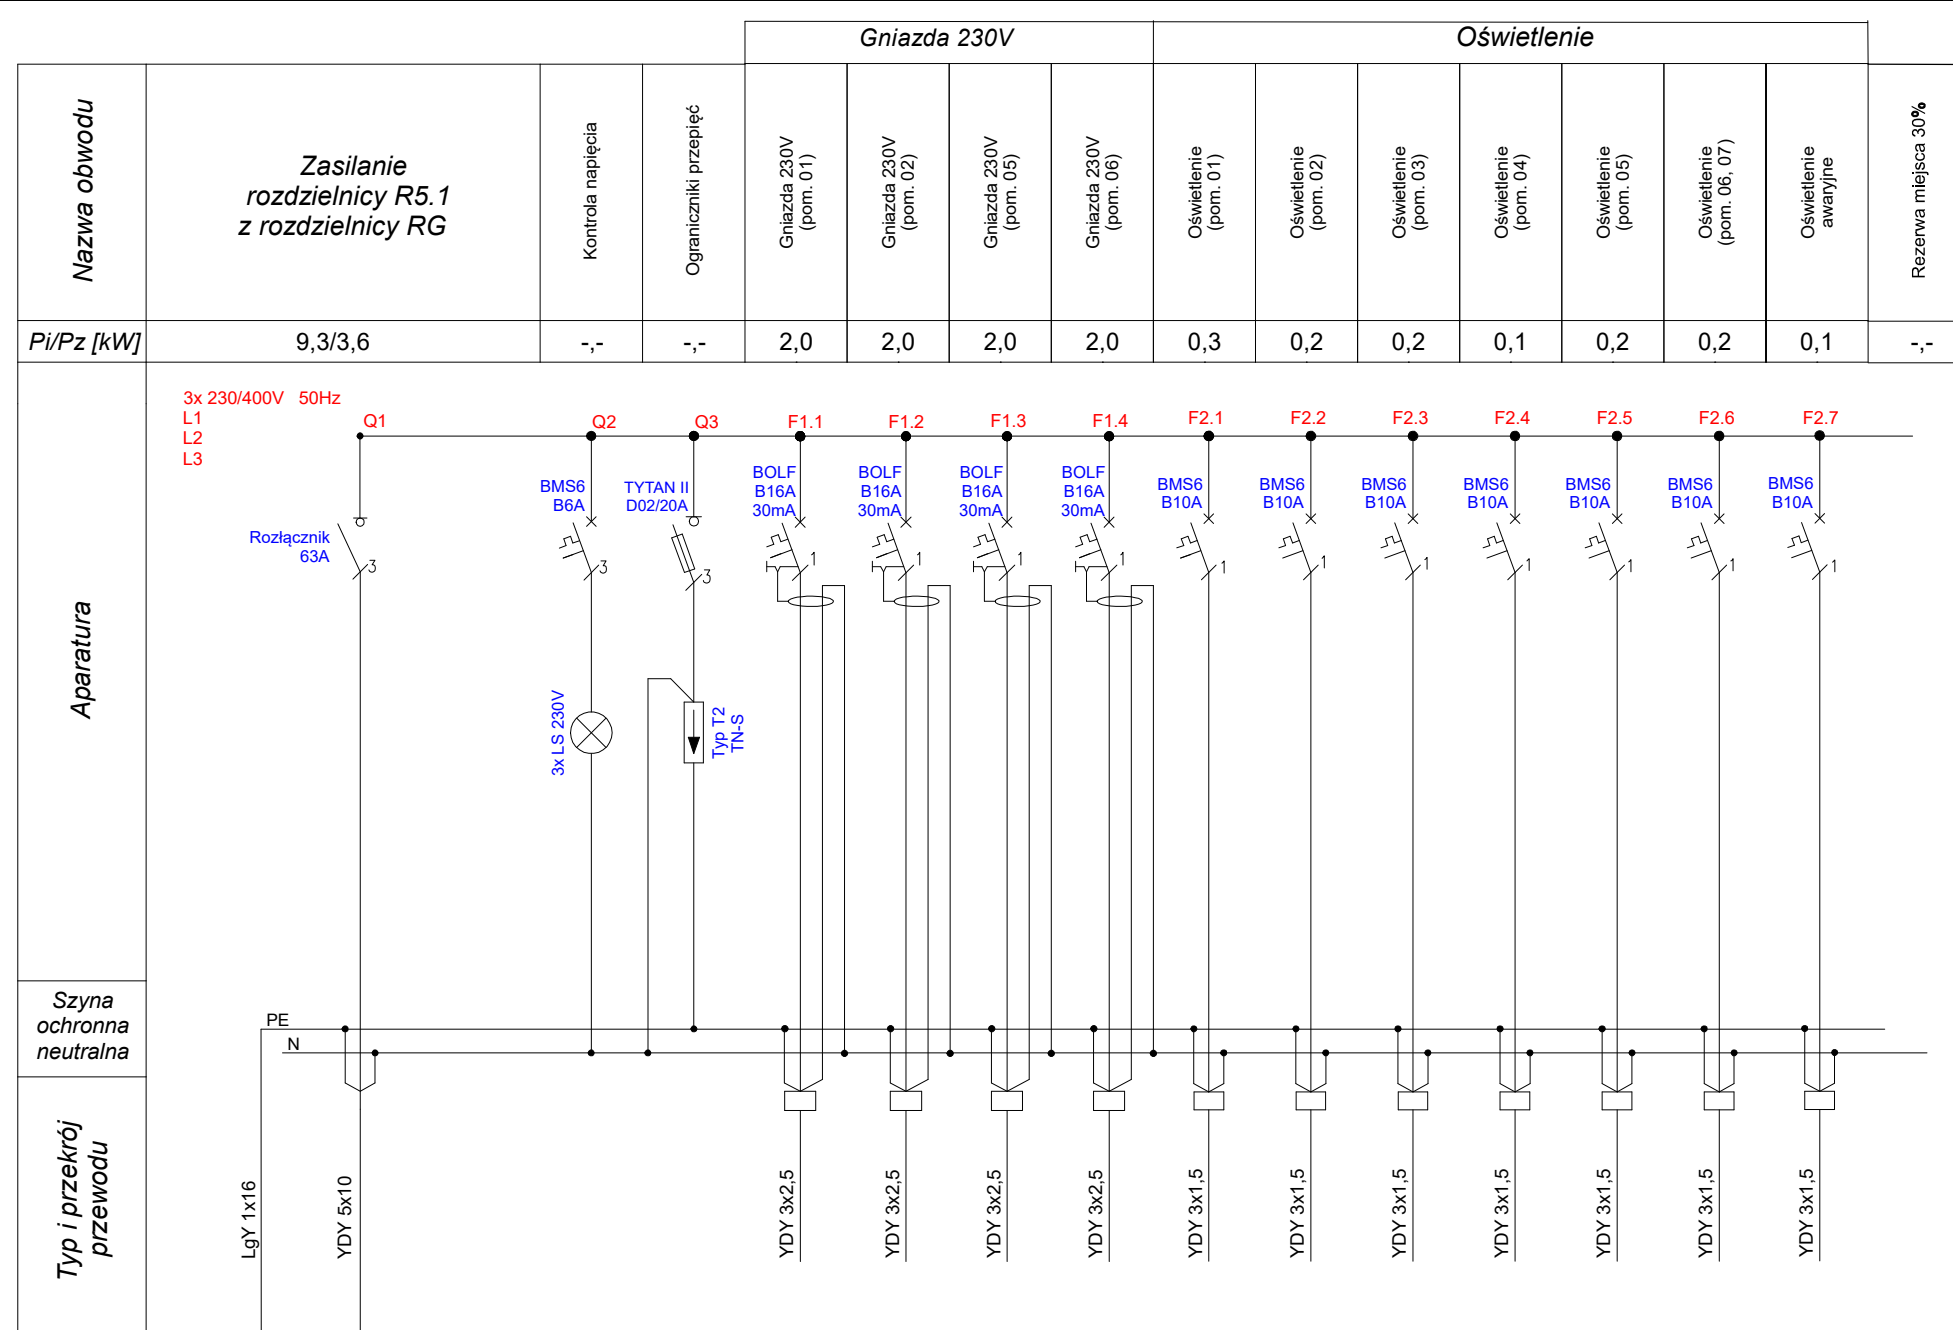 Gniazda 230V
Oświetlenie
Nazwa obwodu
Zasilanie
rozdzielnicy R5.1
z rozdzielnicy RG
Kontrola napięcia
Ograniczniki przepięć
Gniazda 230V
(pom. 01)
Gniazda 230V
(pom. 02)
Gniazda 230V
(pom. 05)
Gniazda 230V
(pom. 06)
Oświetlenie
(pom. 01)
Oświetlenie
(pom. 02)
Oświetlenie
(pom. 03)
Oświetlenie
(pom. 04)
Oświetlenie
(pom. 05)
Oświetlenie
(pom. 06, 07)
Oświetlenie
awaryjne
Rezerwa miejsca 30%
Pi/Pz [kW] 9,3/3,6 -,- -,- 2,0 2,0 2,0 2,0 0,3 0,2 0,2 0,1 0,2 0,2 0,1 -,-
Aparatura
3x 230/400V 50Hz
L1
L2
L3
Q1 Q2 Q3 F1.1 F1.2 F1.3 F1.4 F2.1 F2.2 F2.3 F2.4 F2.5 F2.6 F2.7
Rozłącznik
63A
3
BMS6
B6A
3
TYTAN II
D02/20A
3
BOLF
B16A
30mA
1
BOLF
B16A
30mA
1
BOLF
B16A
30mA
1
BOLF
B16A
30mA
1
BMS6
B10A
1
BMS6
B10A
1
BMS6
B10A
1
BMS6
B10A
1
BMS6
B10A
1
BMS6
B10A
1
BMS6
B10A
1
3x LS 230V
Typ T2
TN-S
Szyna
ochronna
neutralna
PE
N
Typ i przekrój
przewodu
LgY 1x16
YDY 5x10
YDY 3x2,5
YDY 3x2,5
YDY 3x2,5
YDY 3x2,5
YDY 3x1,5
YDY 3x1,5
YDY 3x1,5
YDY 3x1,5
YDY 3x1,5
YDY 3x1,5
YDY 3x1,5